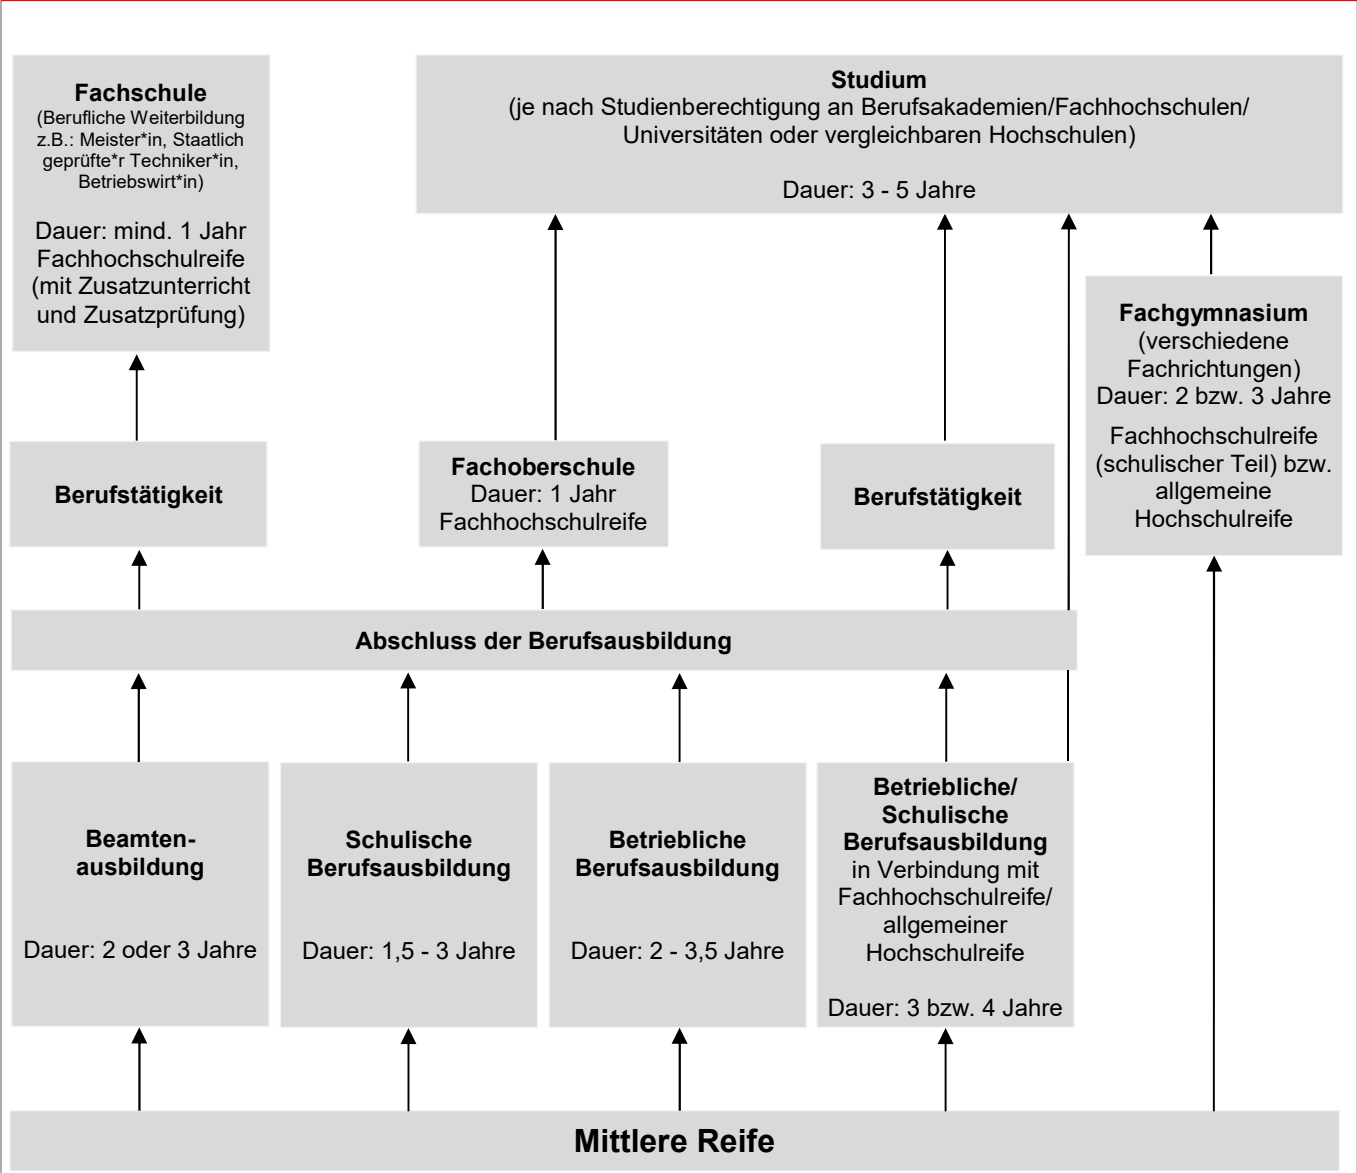 Fachschule
(Berufliche Weiterbildung
z.B.: Meister*in, Staatlich
geprüfte*r Techniker*in,
Betriebswirt*in)
Dauer: mind. 1 Jahr
Fachhochschulreife
(mit Zusatzunterricht
und Zusatzprüfung)
Studium
(je nach Studienberechtigung an Berufsakademien/Fachhochschulen/
Universitäten oder vergleichbaren Hochschulen)
Dauer: 3 - 5 Jahre
Fachgymnasium
(verschiedene
Fachrichtungen)
Dauer: 2 bzw. 3 Jahre
Fachhochschulreife
(schulischer Teil) bzw.
allgemeine
Hochschulreife
Berufstätigkeit
Fachoberschule
Dauer: 1 Jahr
Fachhochschulreife
Berufstätigkeit
Abschluss der Berufsausbildung
Beamten-
ausbildung
Dauer: 2 oder 3 Jahre
Schulische
Berufsausbildung
Dauer: 1,5 - 3 Jahre
Betriebliche
Berufsausbildung
Dauer: 2 - 3,5 Jahre
Betriebliche/
Schulische
Berufsausbildung
in Verbindung mit
Fachhochschulreife/
allgemeiner
Hochschulreife
Dauer: 3 bzw. 4 Jahre
Mittlere Reife